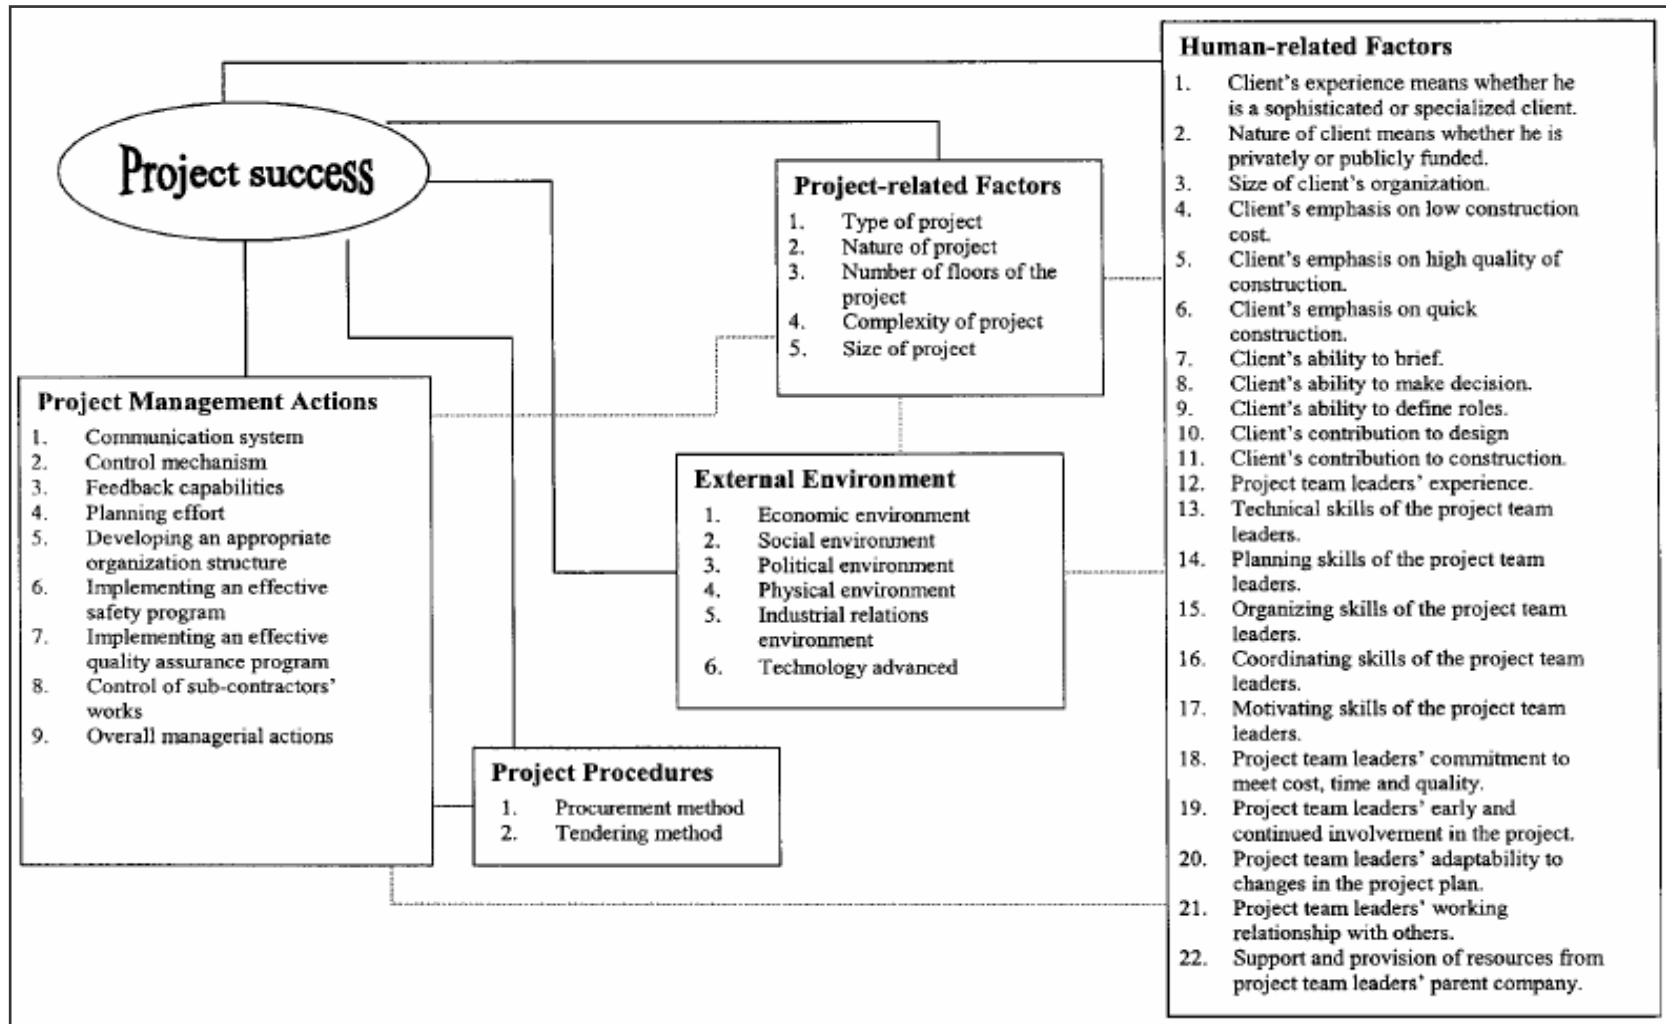 Project success
Human-related Factors
1. Client's experience means whether he
is a sophisticated or specialized client.
2. Nature of client means whether he is
privately or publicly funded.
3. Size of client's organization.
4. Client's emphasis on low construction
cost.
5. Client's emphasis on high quality of
construction.
6. Client's emphasis on quick
construction.
7. Client's ability to brief.
8. Client's ability to make decision.
9. Client's ability to define roles.
10. Client's contribution to design
11. Client's contribution to construction.
12. Project team leaders' experience.
13. Technical skills of the project team
leaders.
14. Planning skills of the project team
leaders.
15. Organizing skills of the project team
leaders.
16. Coordinating skills of the project team
leaders.
17. Motivating skills of the project team
leaders.
18. Project team leaders' commitment to
meet cost, time and quality.
19. Project team leaders' early and
continued involvement in the project.
20. Project team leaders' adaptability to
changes in the project plan.
21. Project team leaders' working
relationship with others.
22. Support and provision of resources from
project team leaders' parent company.
Project-related Factors
1. Type of project
2. Nature of project
3. Number of floors of the
project
4. Complexity of project
5. Size of project
Project Management Actions
1. Communication system
2. Control mechanism
3. Feedback capabilities
4. Planning effort
5. Developing an appropriate
organization structure
6. Implementing an effective
safety program
7. Implementing an effective
quality assurance program
8. Control of sub-contractors'
works
9. Overall managerial actions
External Environment
1. Economic environment
2. Social environment
3. Political environment
4. Physical environment
5. Industrial relations
environment
6. Technology advanced
Project Procedures
1. Procurement method
2. Tendering method